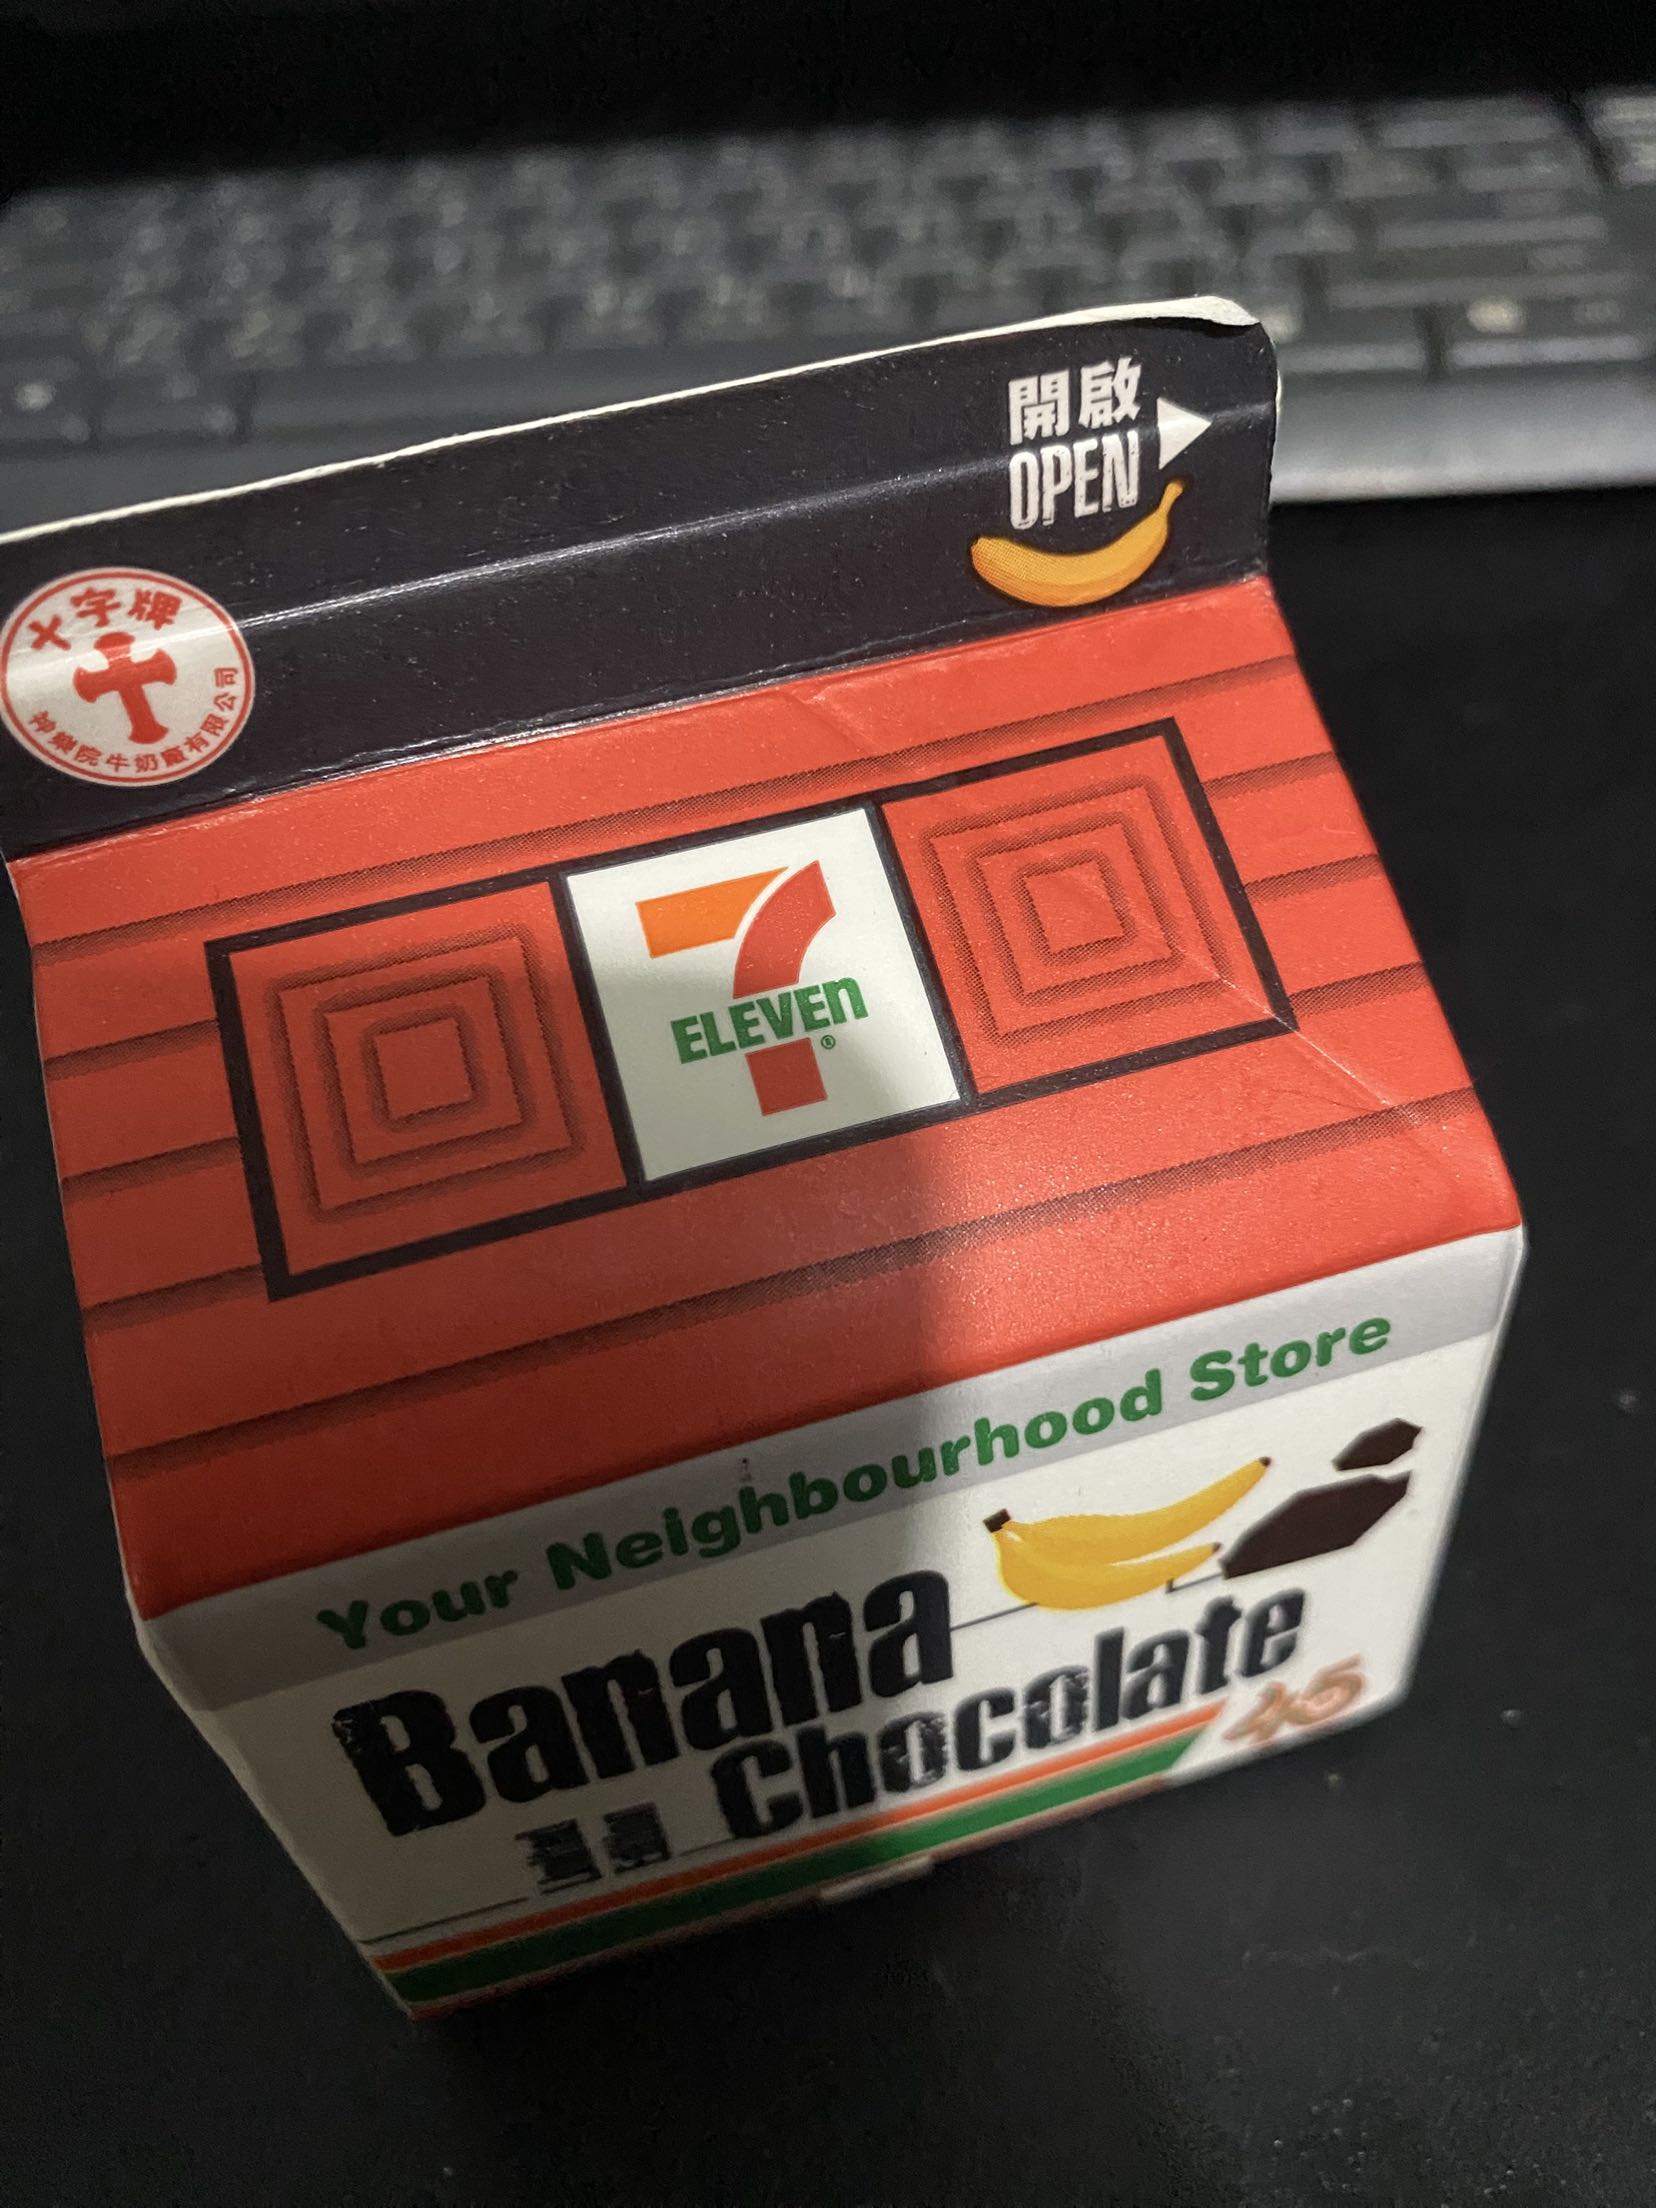 開啟
OPEN
十字牌
神樂院牛奶廠有限公司
7
ELEVEn
®
Your Neighbourhood Store
Banana
Chocolate
45